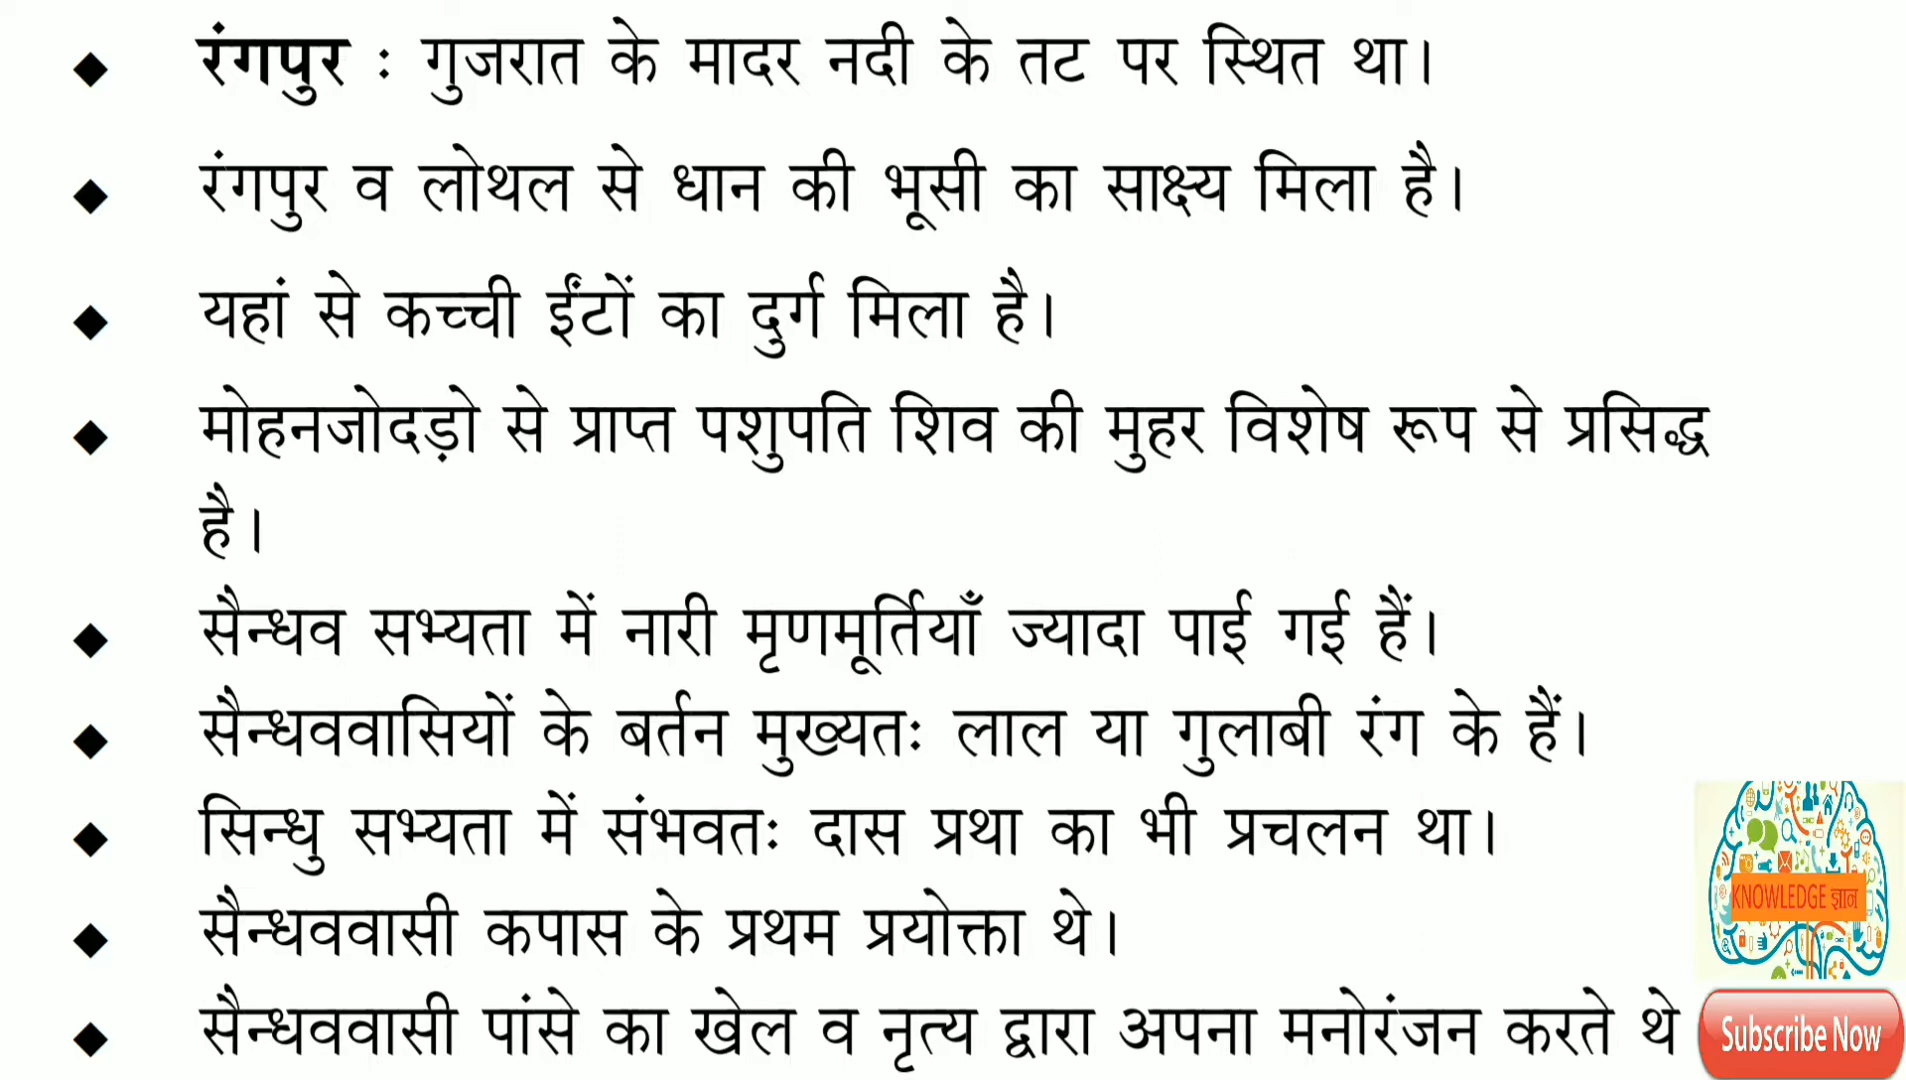 ◆ रंगपुर : गुजरात के मादर नदी के तट पर स्थित था।
◆ रंगपुर व लोथल से धान की भूसी का साक्ष्य मिला है।
◆ यहां से कच्ची ईंटों का दुर्ग मिला है।
◆ मोहनजोदड़ो से प्राप्त पशुपति शिव की मुहर विशेष रूप से प्रसिद्ध
है।
◆ सैन्धव सभ्यता में नारी मृणमूर्तियाँ ज्यादा पाई गई हैं।
◆ सैन्धववासियों के बर्तन मुख्यतः लाल या गुलाबी रंग के हैं।
◆ सिन्धु सभ्यता में संभवतः दास प्रथा का भी प्रचलन था।
◆ सैन्धववासी कपास के प्रथम प्रयोक्ता थे।
◆ सैन्धववासी पांसे का खेल व नृत्य द्वारा अपना मनोरंजन करते थे
KNOWLEDGE ज्ञान
Subscribe Now